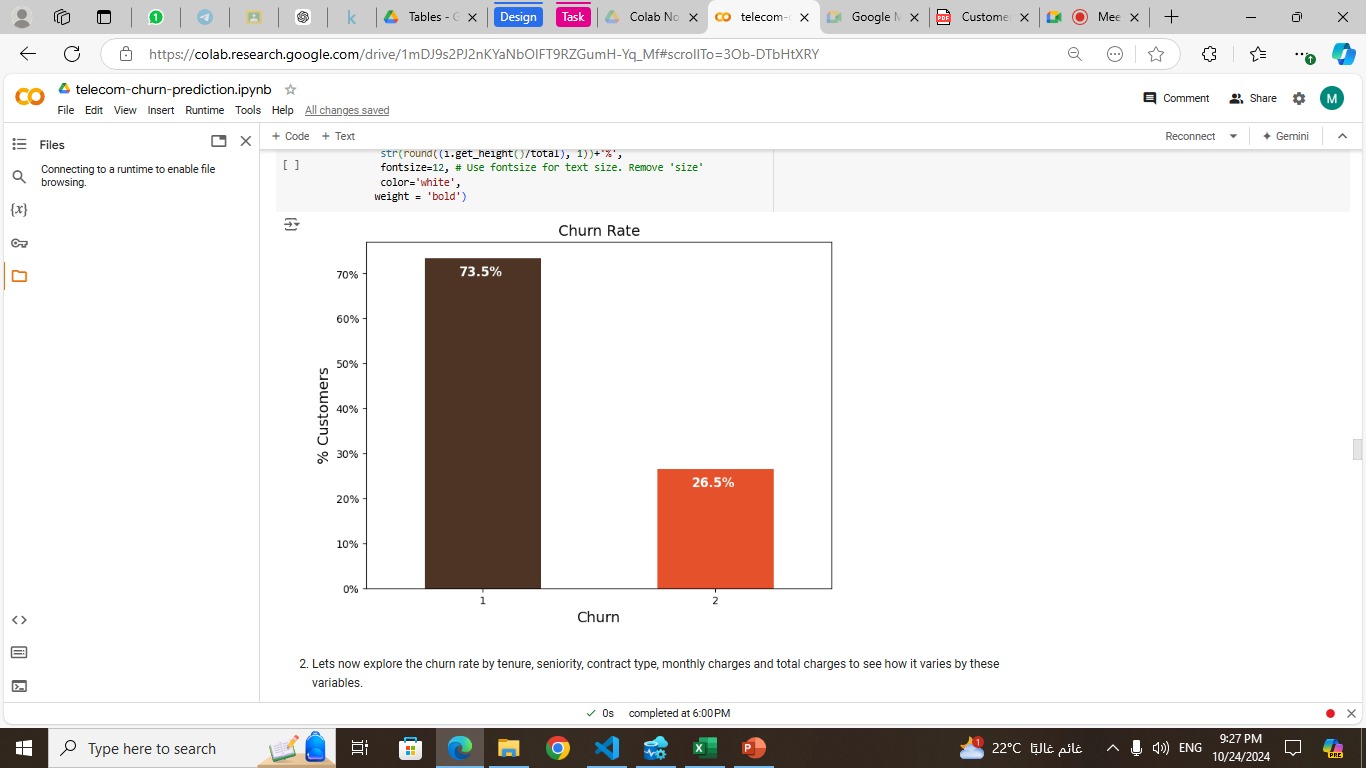 Tables - G
Design
Task
Colab No
telecom-c
Google M
Custome
Mee
https://colab.research.google.com/drive/1mDJ9s2PJ2nKYaNbOlFT9RZGumH-Yq_Mf#scrollTo=3Ob-DTbHtXRY
telecom-churn-prediction.ipynb
File Edit View Insert Runtime Tools Help All changes saved
Comment Share M
Files
Connecting to a runtime to enable file
browsing.
+ Code + Text
Reconnect Gemini
[ ]
str(round((i.get_height()/total), 1))+'%',
fontsize=12, # Use fontsize for text size. Remove 'size'
color='white',
weight = 'bold')
Churn Rate
73.5%
26.5%
70%
60%
50%
40%
30%
20%
10%
0%
% Customers
1 2
Churn
2. Lets now explore the churn rate by tenure, seniority, contract type, monthly charges and total charges to see how it varies by these
variables.
0s completed at 6:00 PM
Type here to search
22°C غائم غالبًا
ENG
9:27 PM
10/24/2024